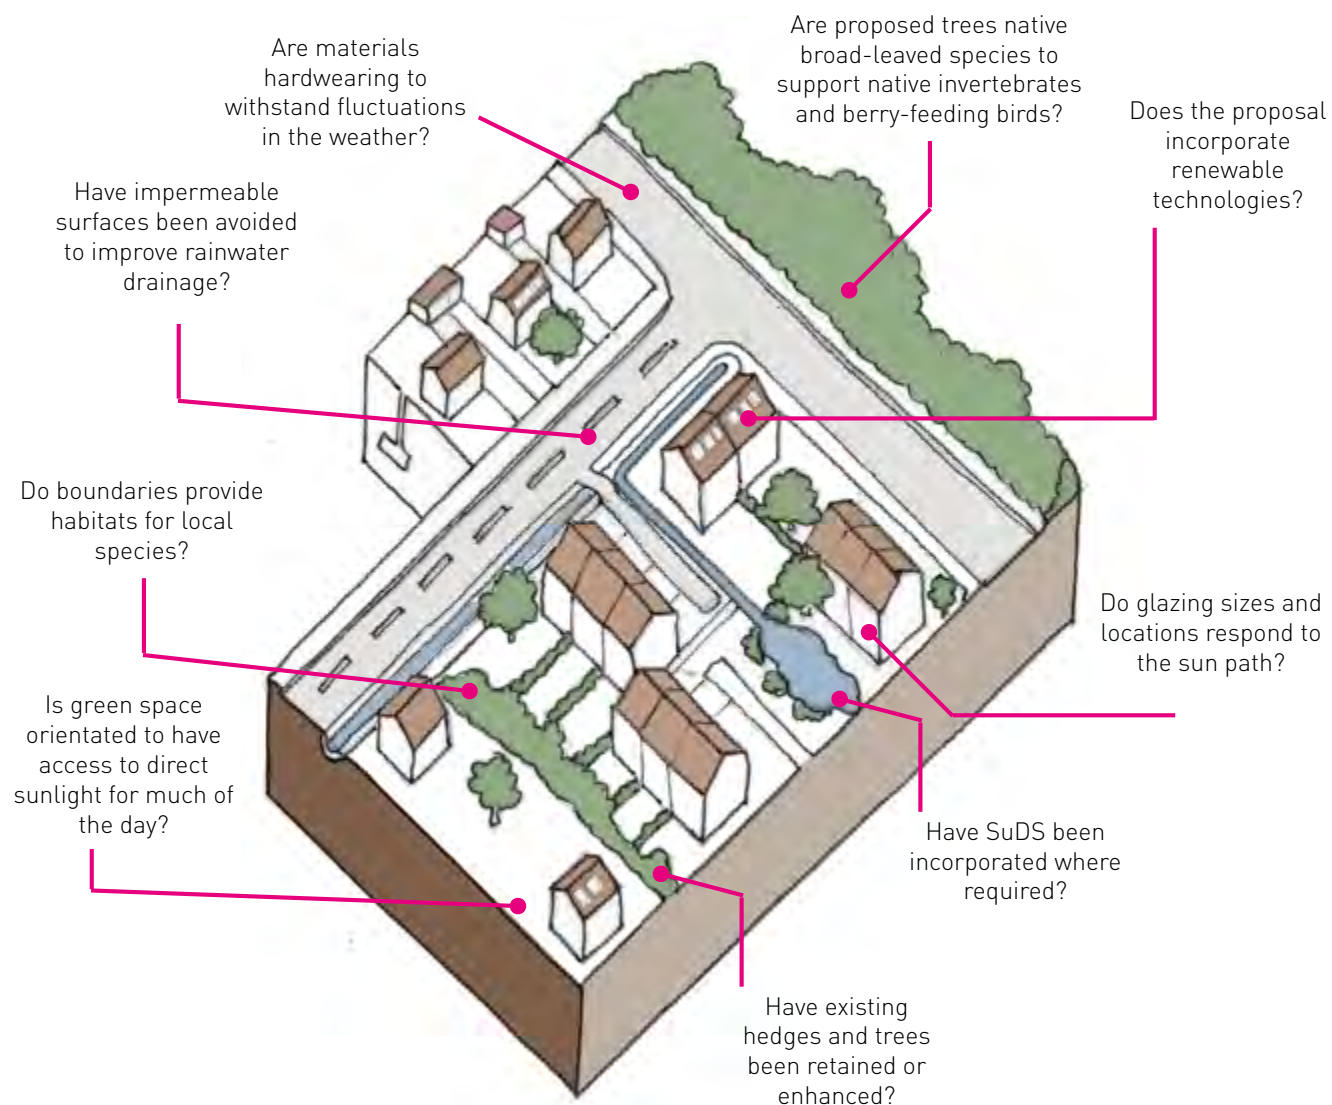 Are materials
hardwearing to
withstand fluctuations
in the weather?
Are proposed trees native
broad-leaved species to
support native invertebrates
and berry-feeding birds?
Does the proposal
incorporate
renewable
technologies?
Have impermeable
surfaces been avoided
to improve rainwater
drainage?
Do boundaries provide
habitats for local
species?
Do glazing sizes and
locations respond to
the sun path?
Is green space
orientated to have
access to direct
sunlight for much of
the day?
Have SuDS been
incorporated where
required?
Have existing
hedges and trees
been retained or
enhanced?